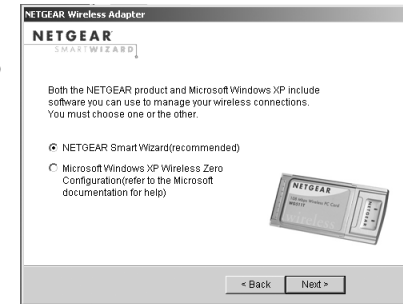 NETGEAR Wireless Adapter
NETGEAR
SMARTWIZARD
Both the NETGEAR product and Microsoft Windows XP include
software you can use to manage your wireless connections.
You must choose one or the other.
NETGEAR Smart Wizard(recommended)
Microsoft Windows XP Wireless Zero
Configuration(refer to the Microsoft
documentation for help)
NETGEAR
wireless
NETGEAR
< Back Next >